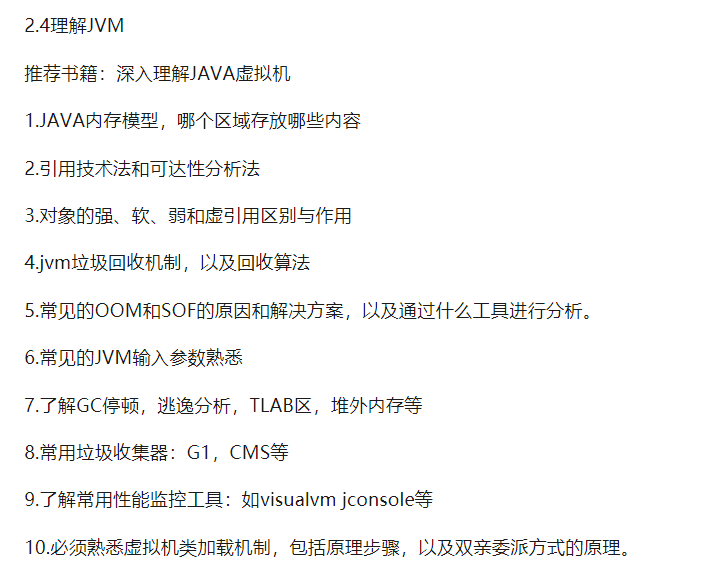 2.4理解JVM
推荐书籍：深入理解JAVA虚拟机
1.JAVA内存模型，哪个区域存放哪些内容
2.引用技术法和可达性分析法
3.对象的强、软、弱和虚引用区别与作用
4.jvm垃圾回收机制，以及回收算法
5.常见的OOM和SOF的原因和解决方案，以及通过什么工具进行分析。
6.常见的JVM输入参数熟悉
7.了解GC停顿，逃逸分析，TLAB区，堆外内存等
8.常用垃圾收集器：G1，CMS等
9.了解常用性能监控工具：如visualvm jconsole等
10.必须熟悉虚拟机类加载机制，包括原理步骤，以及双亲委派方式的原理。